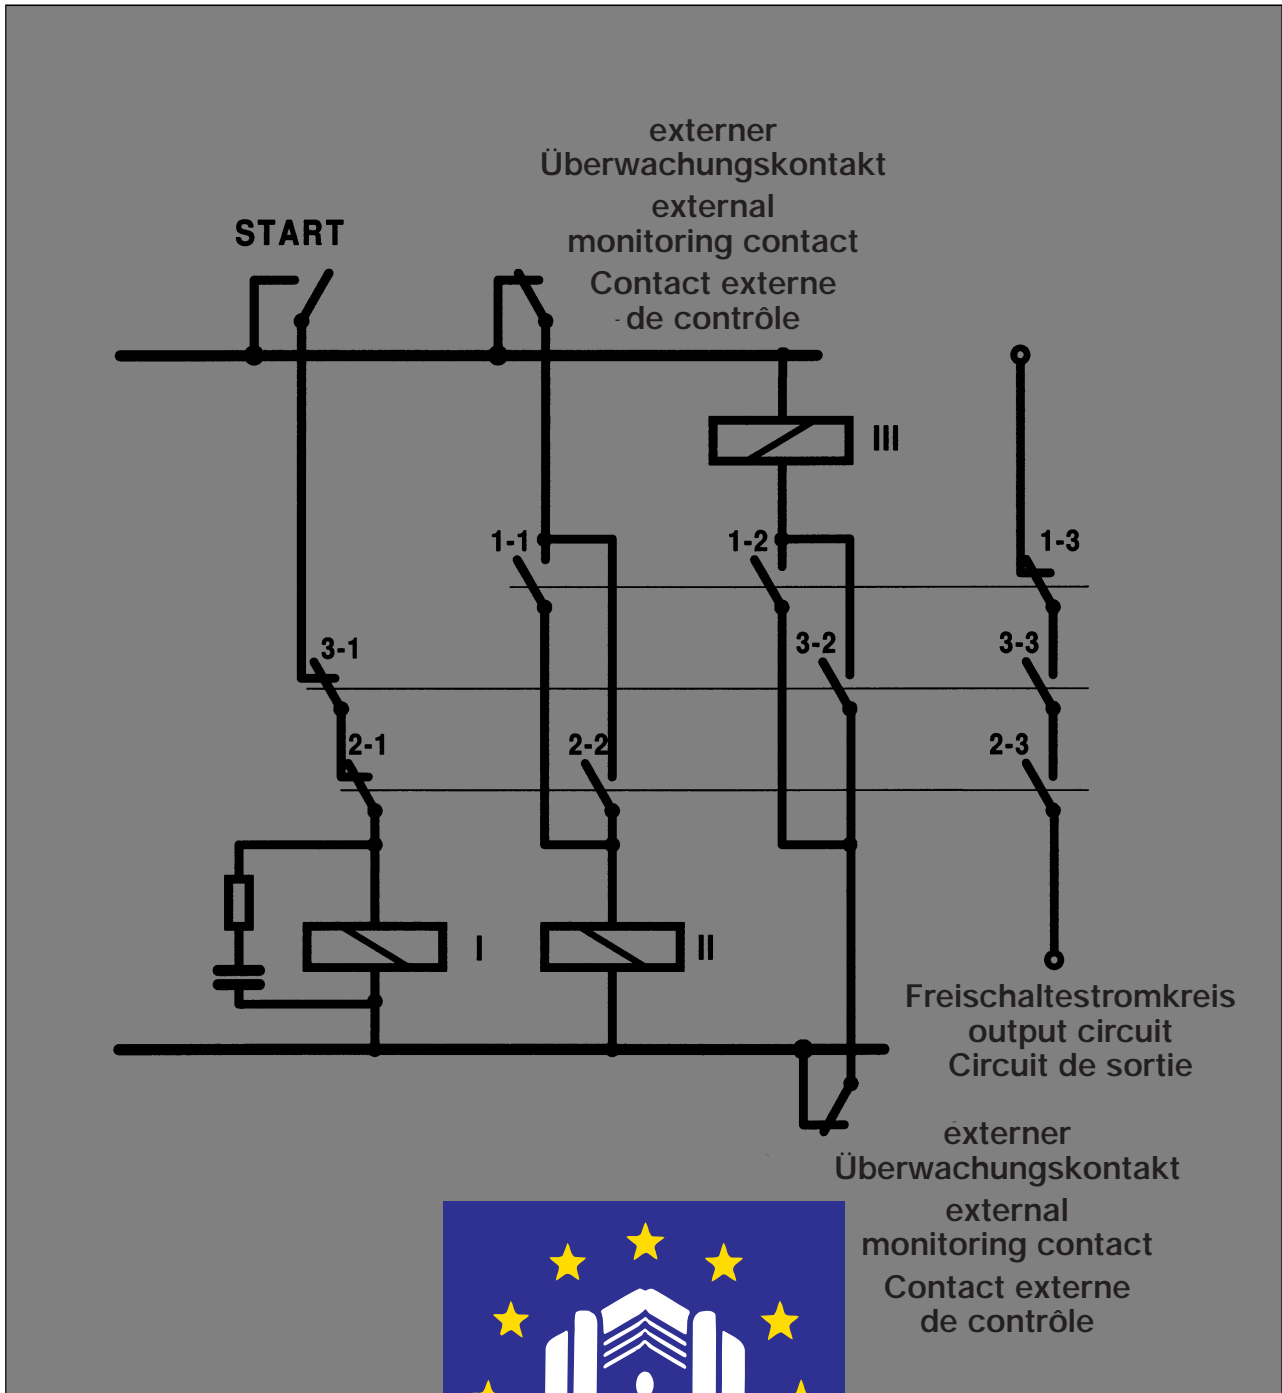 externer
Überwachungskontakt
external
monitoring contact
Contact externe
de contrôle
START
III
1-1
1-2
1-3
3-1
3-2
3-3
2-1
2-2
2-3
I
II
Freischaltestromkreis
output circuit
Circuit de sortie
externer
Überwachungskontakt
external
monitoring contact
Contact externe
de contrôle